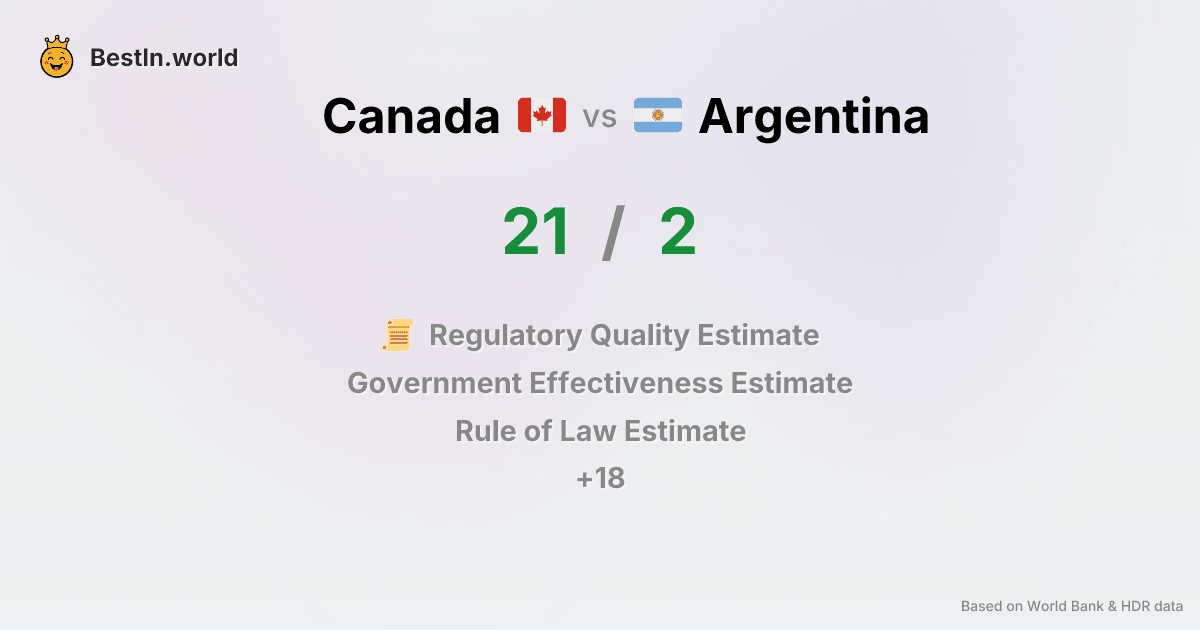 BestIn.world
Canada vs Argentina
21 / 2
Regulatory Quality Estimate
Government Effectiveness Estimate
Rule of Law Estimate
+18
Based on World Bank & HDR data